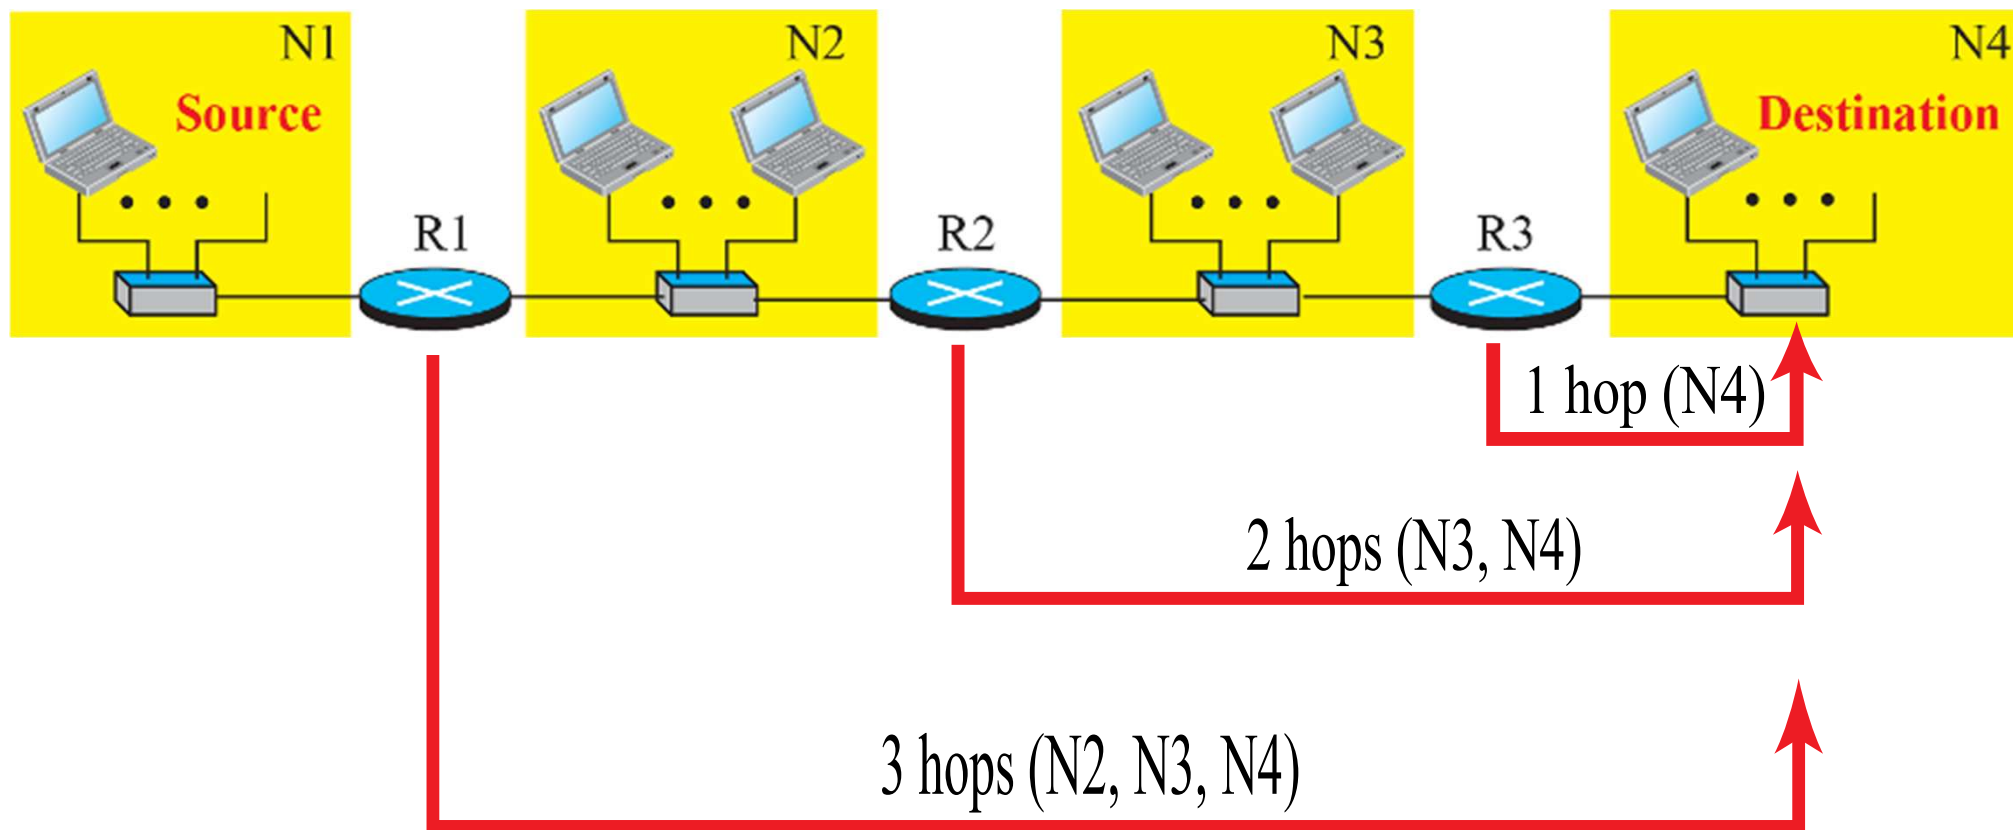 N1
N2
N3
N4
Source
Destination
R1
R2
R3
1 hop (N4)
2 hops (N3, N4)
3 hops (N2, N3, N4)